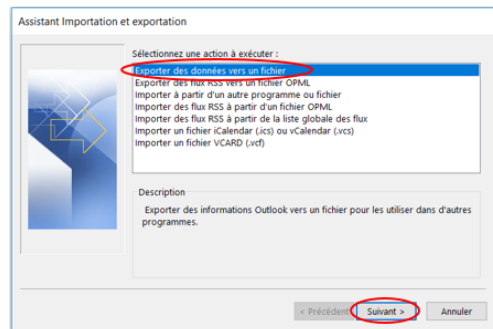 Assistant Importation et exportation
Sélectionnez une action à exécuter :
Exporter des données vers un fichier
Exporter des flux RSS vers un fichier OPML
Importer à partir d'un autre programme ou fichier
Importer des flux RSS à partir d'un fichier OPML
Importer des flux RSS à partir de la liste globale des flux
Importer un fichier iCalendar (.ics) ou vCalendar (.vcs)
Importer un fichier VCARD (.vcf)
Description
Exporter des informations Outlook vers un fichier pour les utiliser dans d'autres
programmes.
< Précédent Suivant > Annuler